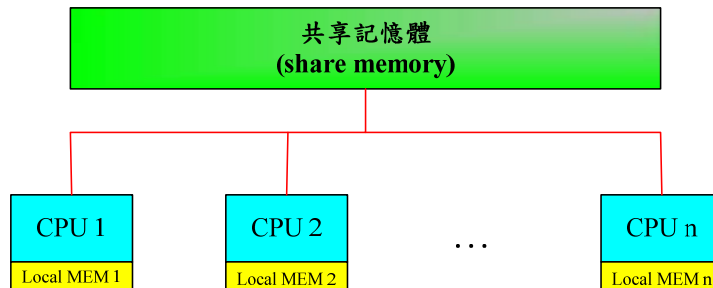 共享記憶體
(share memory)
CPU 1
CPU 2
...
CPU n
Local MEM 1
Local MEM 2
Local MEM n